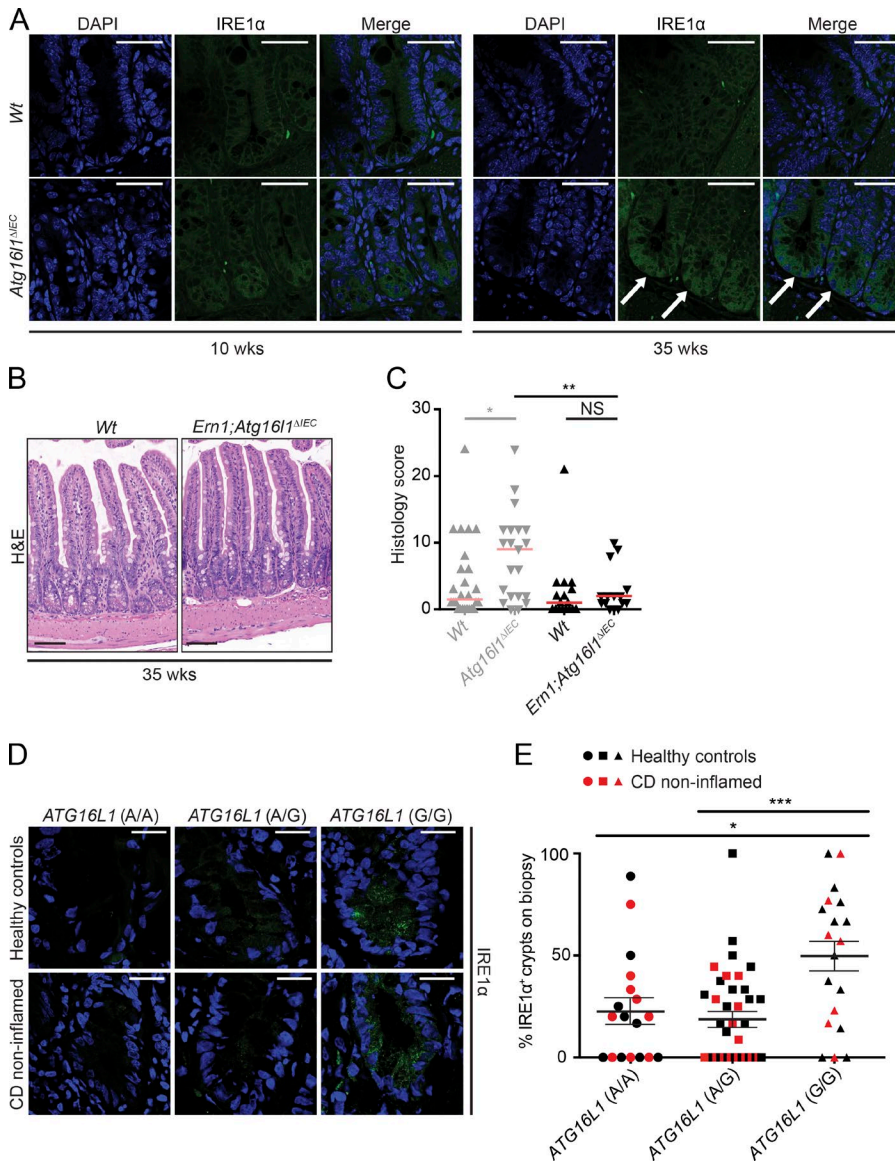 A
DAPI IRE1α Merge DAPI IRE1α Merge
Wt
Atg16l1ΔIEC
10 wks 35 wks
B
Wt Ern1;Atg16l1ΔIEC
H&E
35 wks
C
** 
* NS
Histology score
30
20
10
0
Wt Atg16l1ΔIEC Wt Ern1;Atg16l1ΔIEC
D
ATG16L1 (A/A) ATG16L1 (A/G) ATG16L1 (G/G)
Healthy controls
CD non-inflamed
IRE1α
E
Healthy controls
CD non-inflamed
***
*
% IRE1α+ crypts on biopsy
100
50
0
ATG16L1 (A/A) ATG16L1 (A/G) ATG16L1 (G/G)